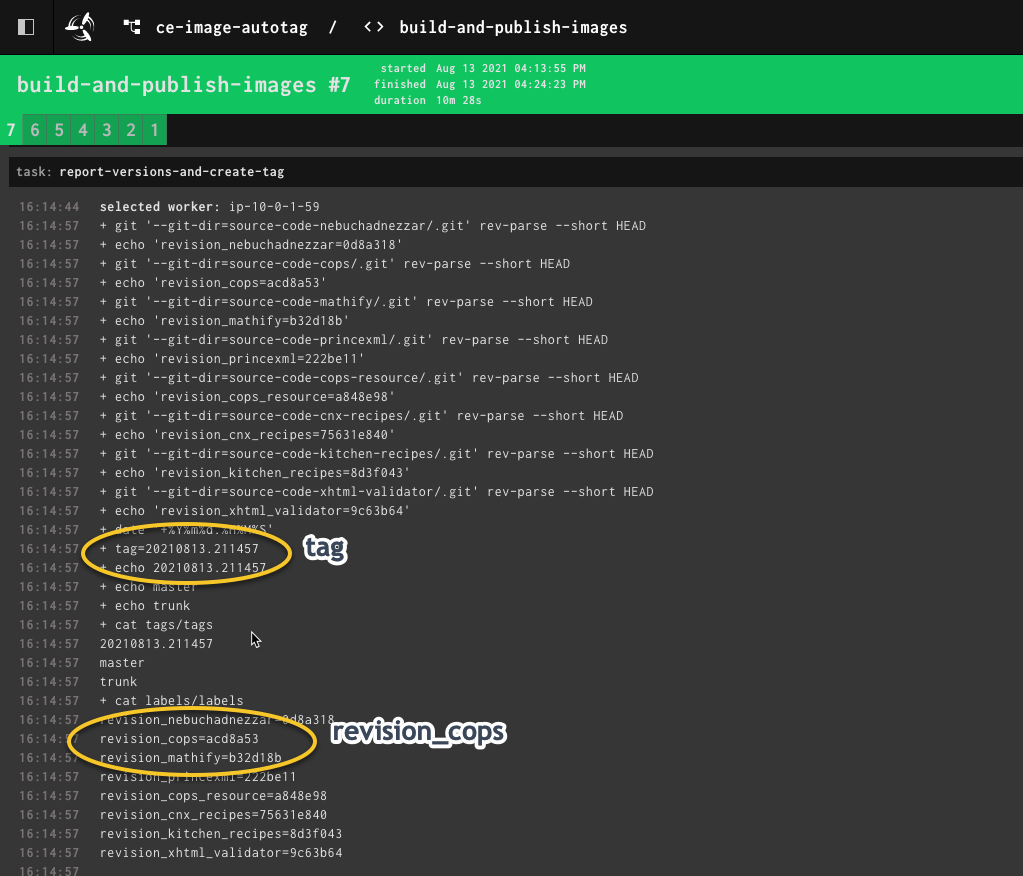 ce-image-autotag / <> build-and-publish-images
build-and-publish-images #7
started Aug 13 2021 04:13:55 PM
finished Aug 13 2021 04:24:23 PM
duration 10m 28s
7 6 5 4 3 2 1
task: report-versions-and-create-tag
16:14:44 selected worker: ip-10-0-1-59
16:14:57 + git '--git-dir=source-code-nebuchadnezzar/.git' rev-parse --short HEAD
16:14:57 + echo 'revision_nebuchadnezzar=0d8a318'
16:14:57 + git '--git-dir=source-code-cops/.git' rev-parse --short HEAD
16:14:57 + echo 'revision_cops=acd8a53'
16:14:57 + git '--git-dir=source-code-mathify/.git' rev-parse --short HEAD
16:14:57 + echo 'revision_mathify=b32d18b'
16:14:57 + git '--git-dir=source-code-princexml/.git' rev-parse --short HEAD
16:14:57 + echo 'revision_princexml=222be11'
16:14:57 + git '--git-dir=source-code-cops-resource/.git' rev-parse --short HEAD
16:14:57 + echo 'revision_cops_resource=a848e98'
16:14:57 + git '--git-dir=source-code-cnx-recipes/.git' rev-parse --short HEAD
16:14:57 + echo 'revision_cnx_recipes=75631e840'
16:14:57 + git '--git-dir=source-code-kitchen-recipes/.git' rev-parse --short HEAD
16:14:57 + echo 'revision_kitchen_recipes=8d3f043'
16:14:57 + git '--git-dir=source-code-xhtml-validator/.git' rev-parse --short HEAD
16:14:57 + echo 'revision_xhtml_validator=9c63b64'
16:14:57 + date '+%Y%m%d.%H%M%S'
16:14:57 + tag=20210813.211457
tag
16:14:57 + echo 20210813.211457
16:14:57 + echo master
16:14:57 + echo trunk
16:14:57 + cat tags/tags
16:14:57 20210813.211457
16:14:57 master
16:14:57 trunk
16:14:57 + cat labels/labels
16:14:57 revision_nebuchadnezzar=0d8a318
revision_cops
16:14:57 revision_cops=acd8a53
16:14:57 revision_mathify=b32d18b
16:14:57 revision_princexml=222be11
16:14:57 revision_cops_resource=a848e98
16:14:57 revision_cnx_recipes=75631e840
16:14:57 revision_kitchen_recipes=8d3f043
16:14:57 revision_xhtml_validator=9c63b64
16:14:57